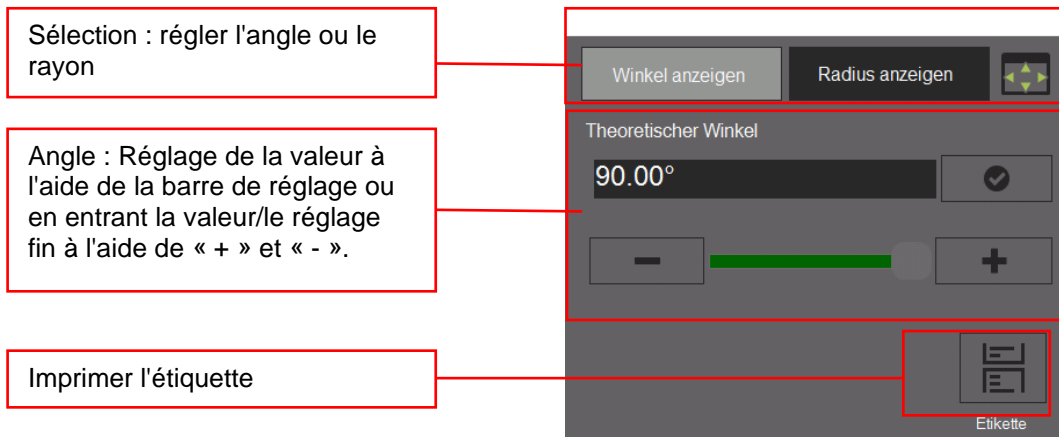 Sélection : régler l'angle ou le
rayon
Angle : Réglage de la valeur à
l'aide de la barre de réglage ou
en entrant la valeur/le réglage
fin à l'aide de « + » et « - ».
Imprimer l'étiquette
Winkel anzeigen
Radius anzeigen
Theoretischer Winkel
90.00°
Etikette